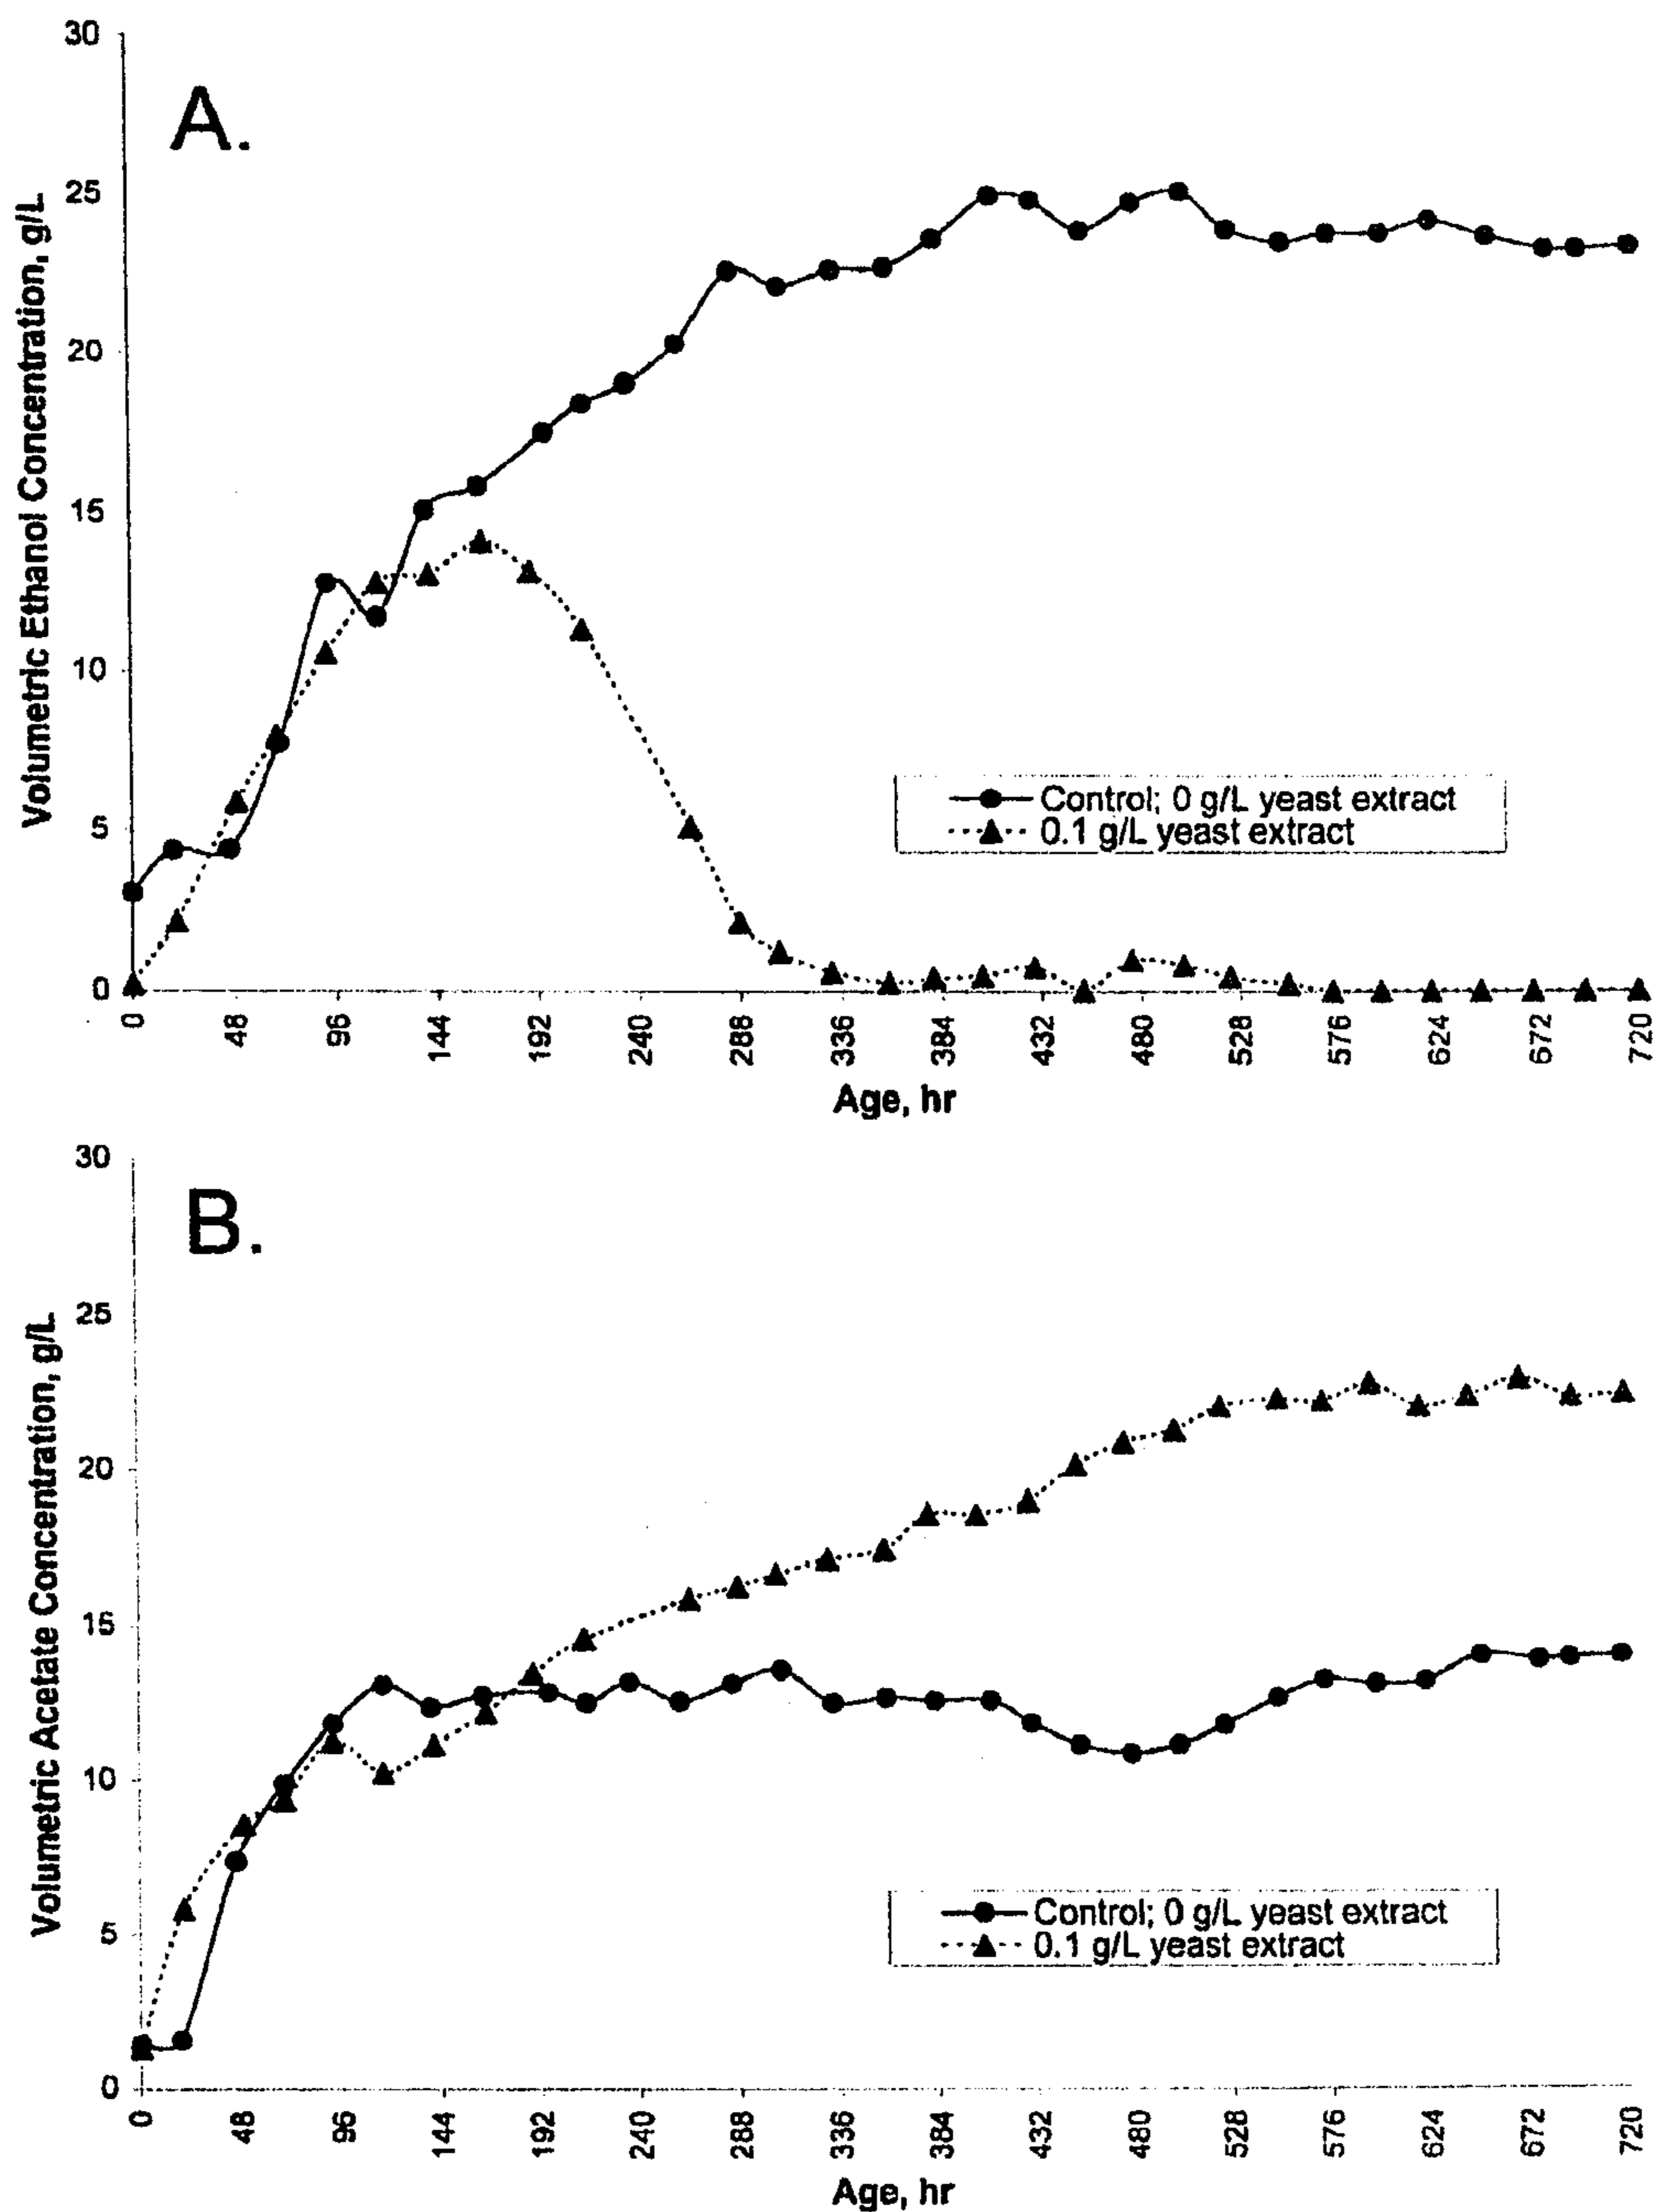 A.
Volumetric Ethanol Concentration, g/L
30
25
20
15
10
5
0
Control; 0 g/L yeast extract
0.1 g/L yeast extract
0 48 96 144 192 240 288 336 384 432 480 528 576 624 672 720
Age, hr
B.
Volumetric Acetate Concentration, g/L
30
25
20
15
10
5
0
Control; 0 g/L yeast extract
0.1 g/L yeast extract
0 48 96 144 192 240 288 336 384 432 480 528 576 624 672 720
Age, hr